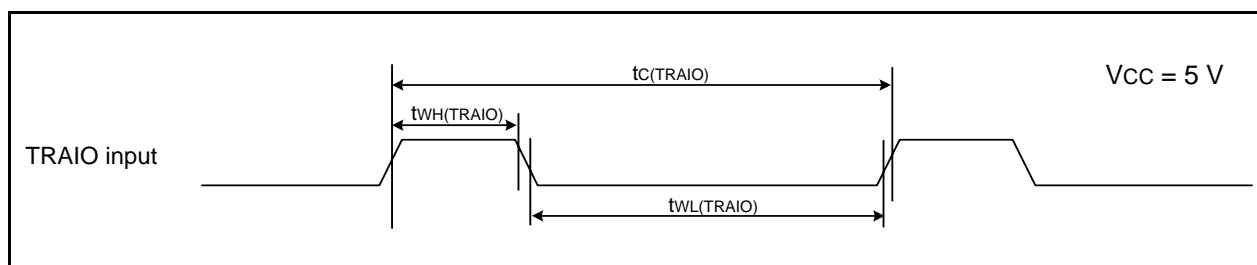 tC(TRAIO)
VCC = 5 V
tWH(TRAIO)
TRAIO input
tWL(TRAIO)